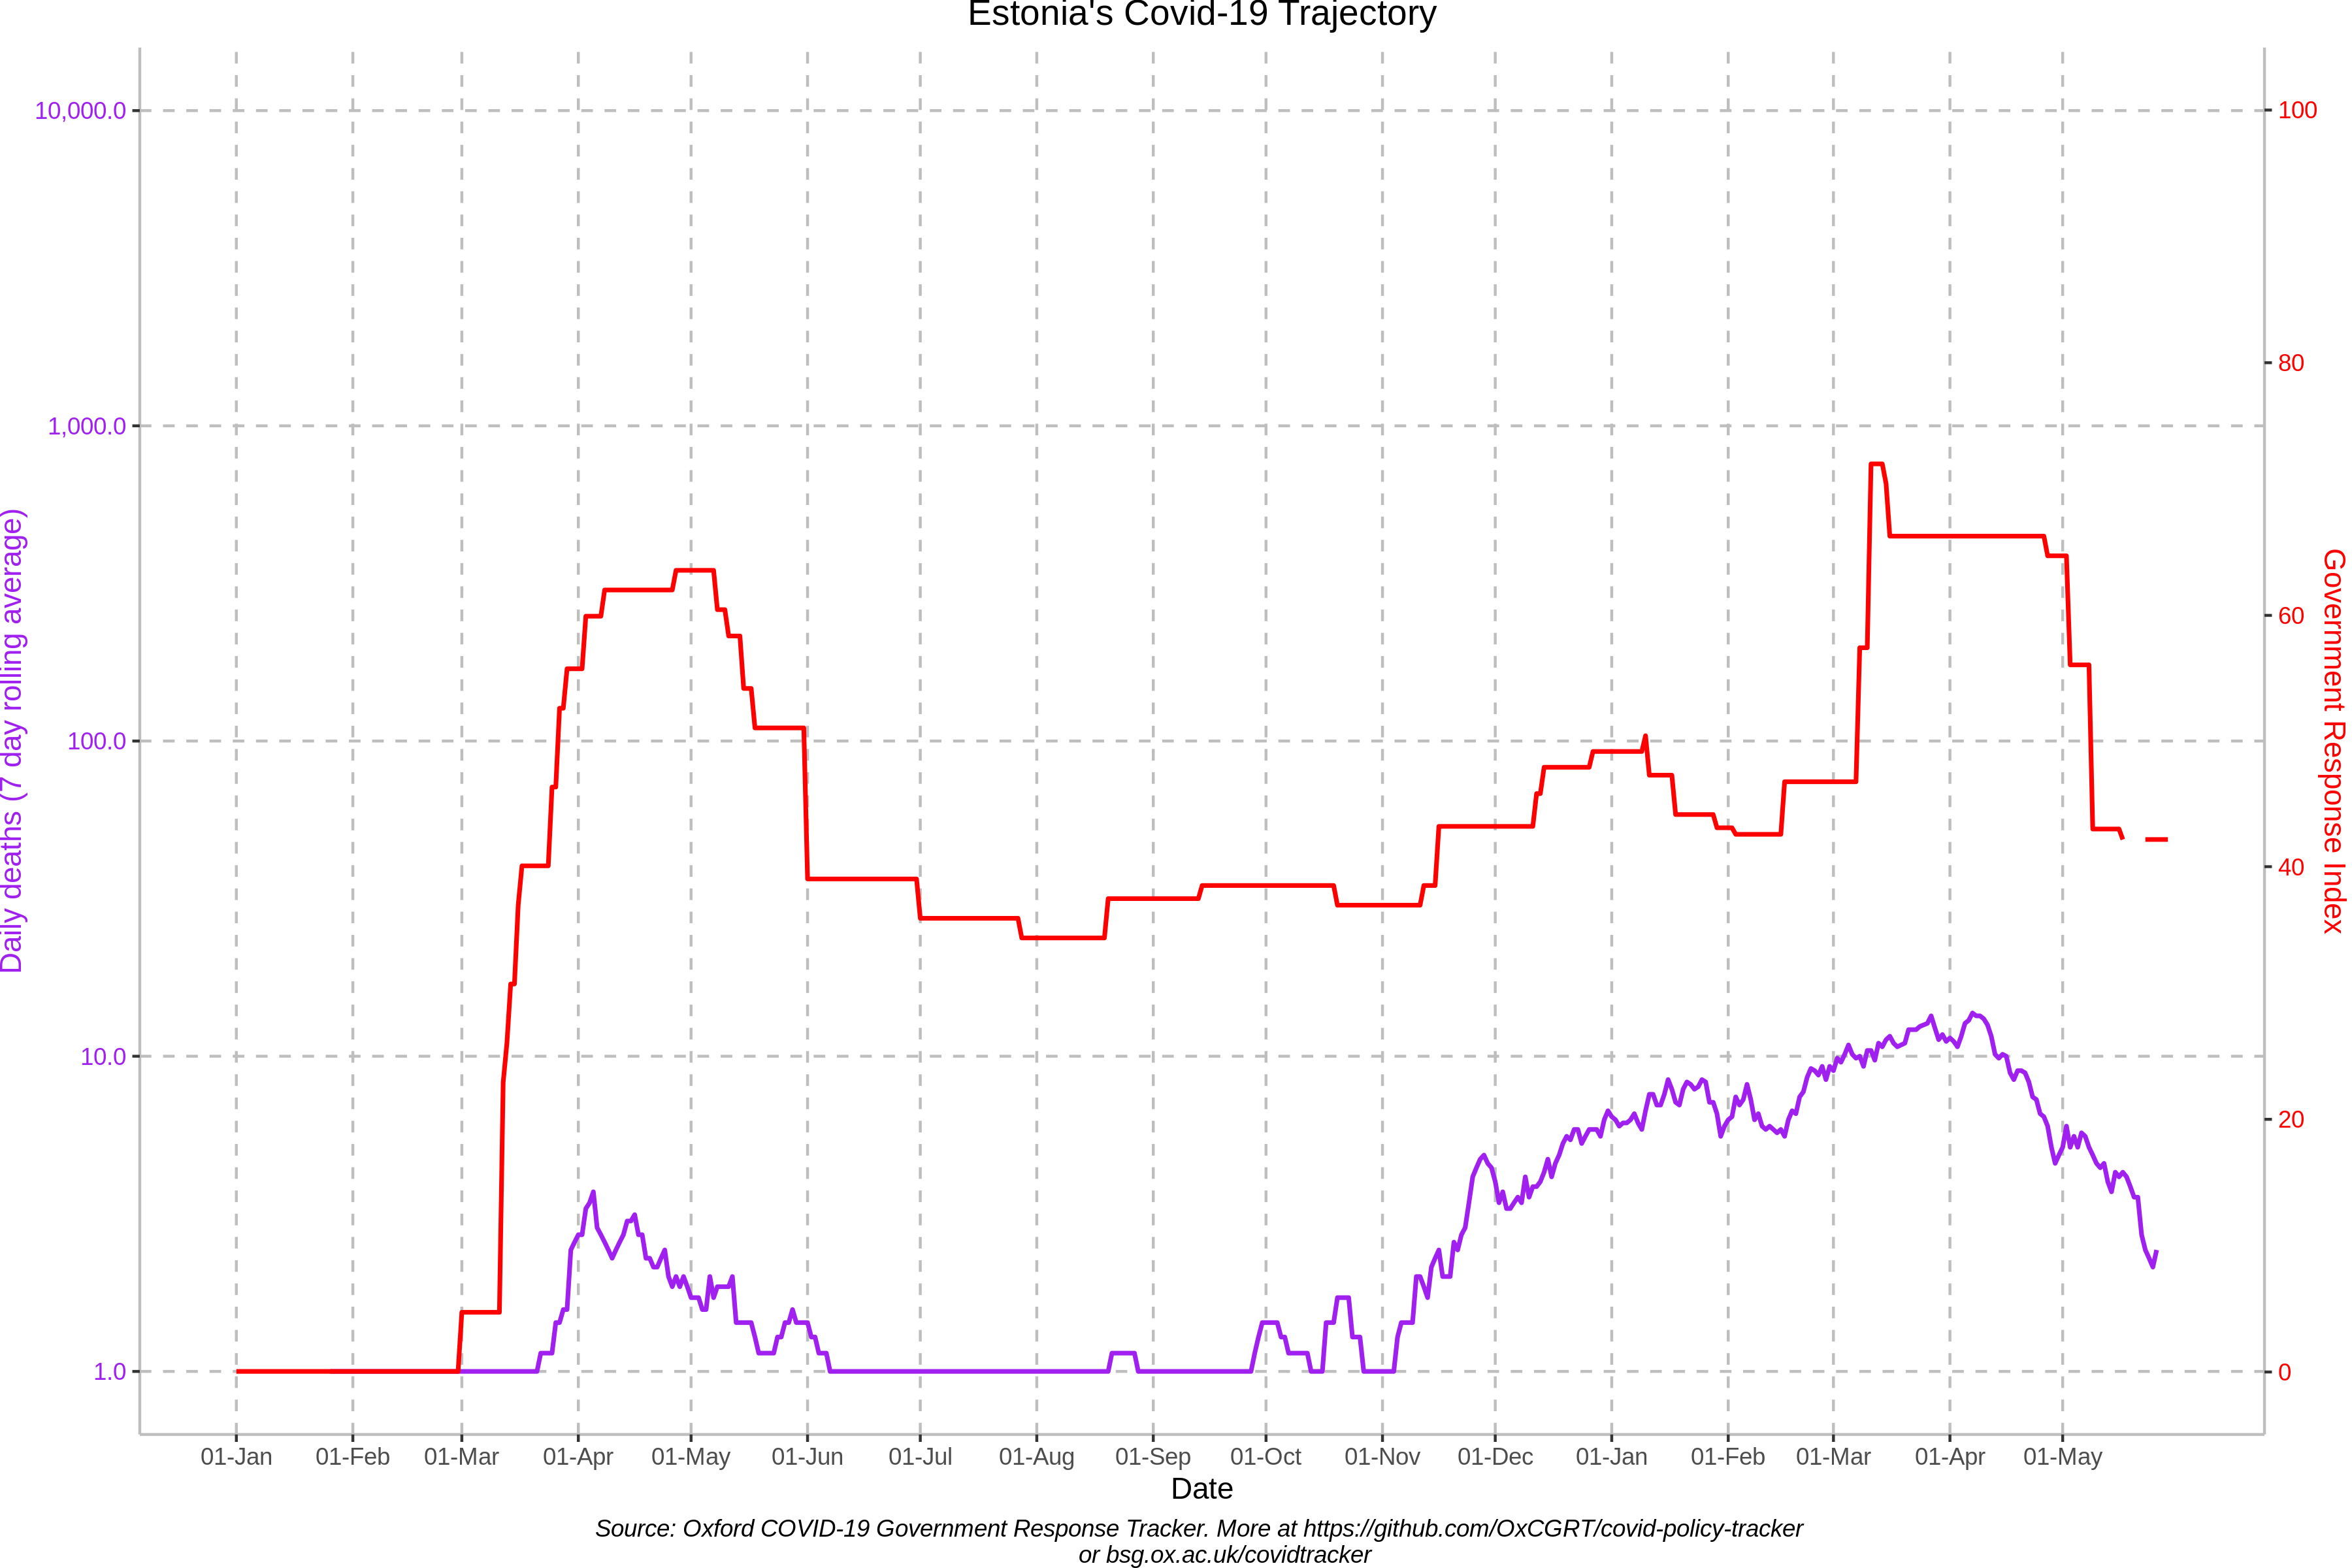 Estonia's Covid-19 Trajectory
10,000.0
1,000.0
100.0
10.0
1.0
Daily deaths (7 day rolling average)
100
80
60
40
20
0
Government Response Index
01-Jan 01-Feb 01-Mar 01-Apr 01-May 01-Jun 01-Jul 01-Aug 01-Sep 01-Oct 01-Nov 01-Dec 01-Jan 01-Feb 01-Mar 01-Apr 01-May
Date
Source: Oxford COVID-19 Government Response Tracker. More at https://github.com/OxCGRT/covid-policy-tracker
or bsg.ox.ac.uk/covidtracker